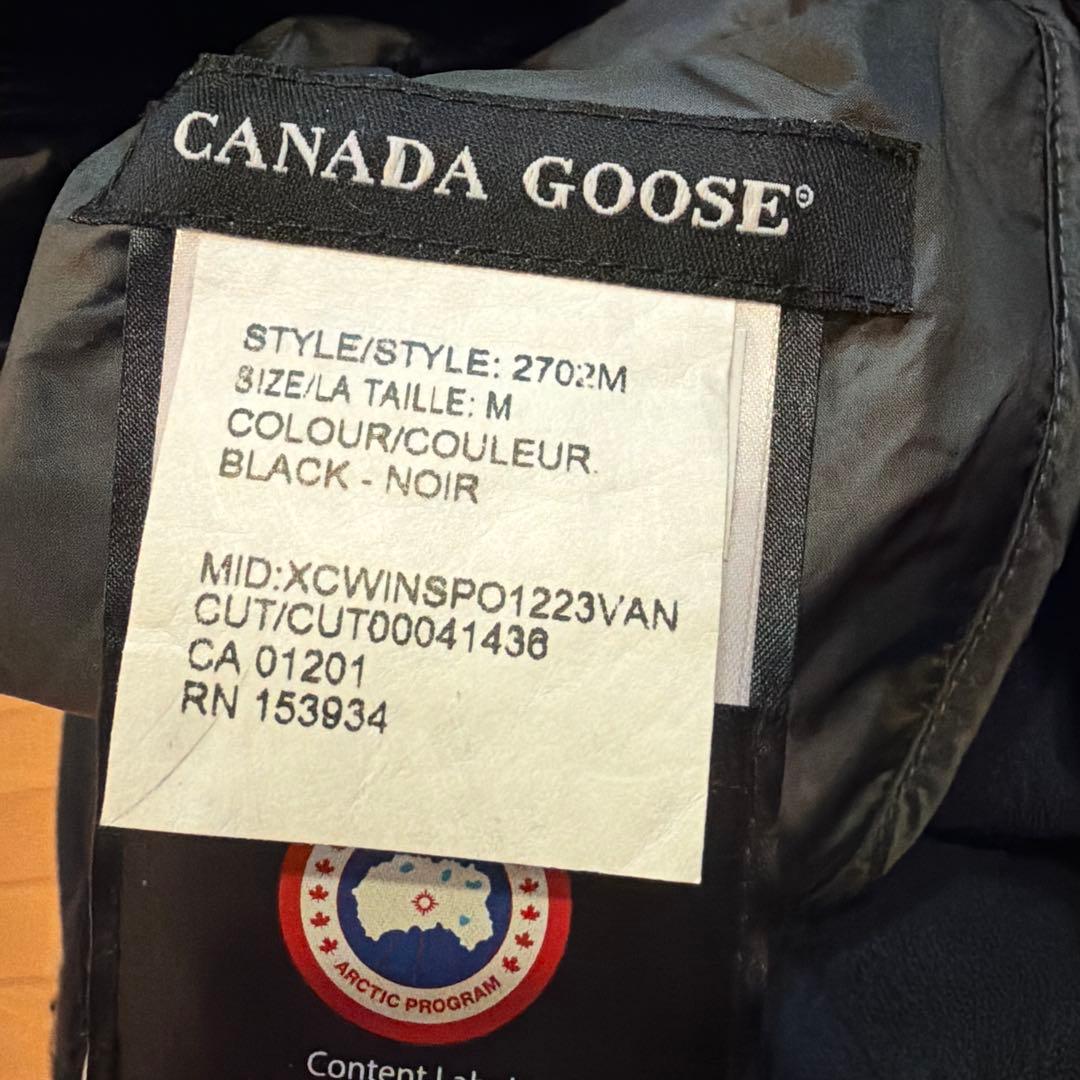 CANADA GOOSE®
STYLE/STYLE: 2702M
SIZE/LA TAILLE: M
COLOUR/COULEUR.
BLACK - NOIR
MID:XCWINSPO1223VAN
CUT/CUT00041436
CA 01201
RN 153934
ARCTIC PROGRAM
Content